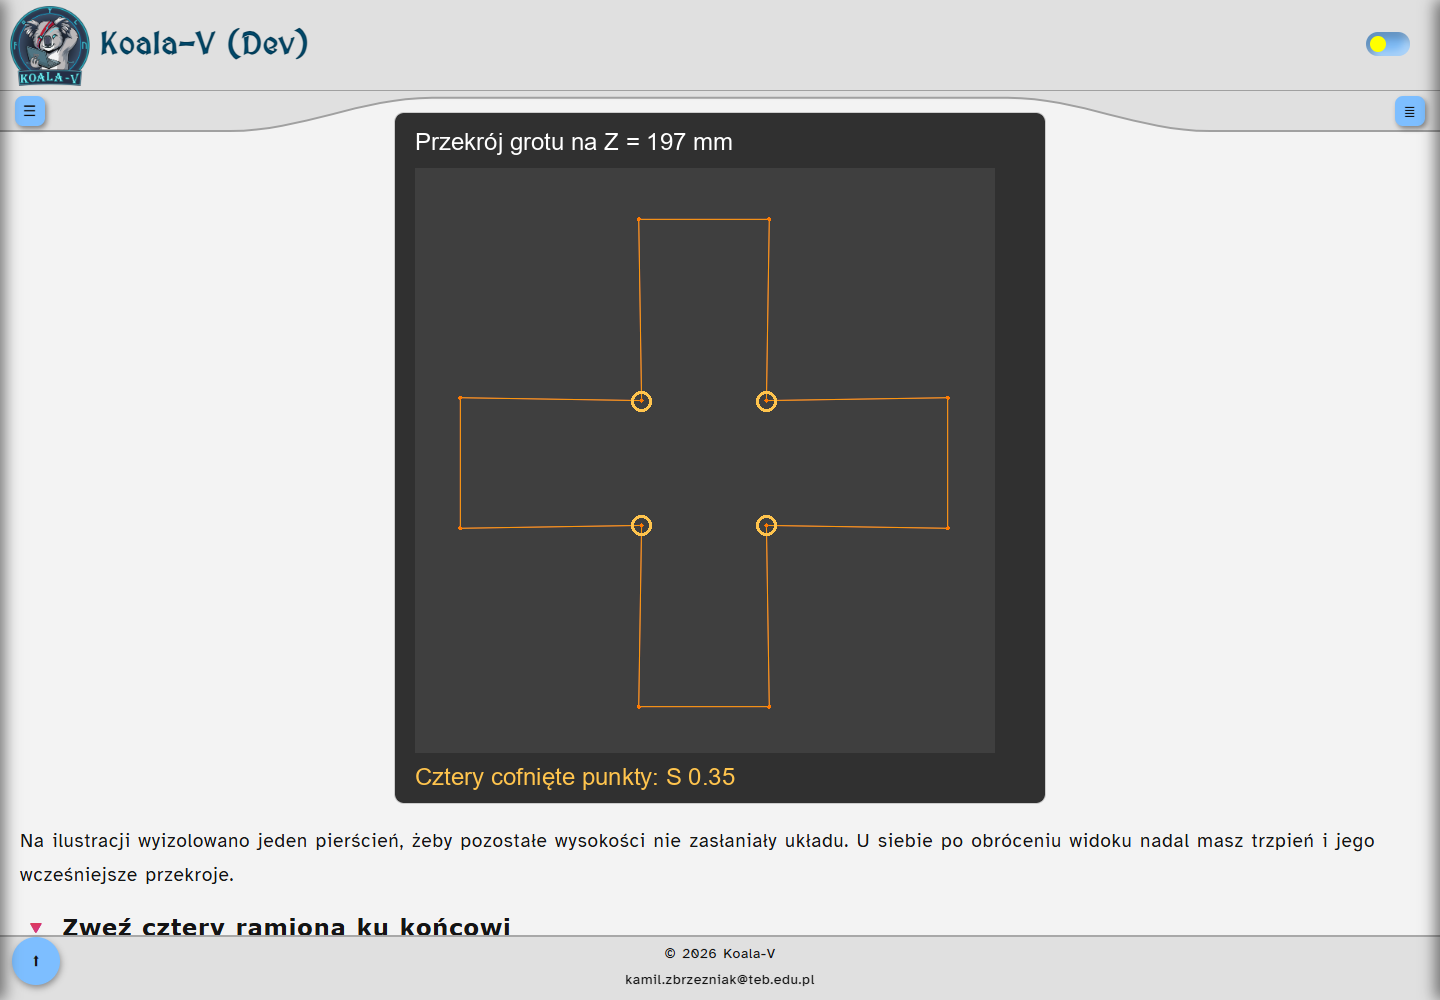 KOALA-V
Koala-V (Dev)
Przekrój grotu na Z = 197 mm
Cztery cofnięte punkty: S 0.35
Na ilustracji wyizolowano jeden pierścień, żeby pozostałe wysokości nie zasłaniały układu. U siebie po obróceniu widoku nadal masz trzpień i jego
wcześniejsze przekroje.
Zweź cztery ramiona ku końcowi
© 2026 Koala-V
kamil.zbrzezniak@teb.edu.pl